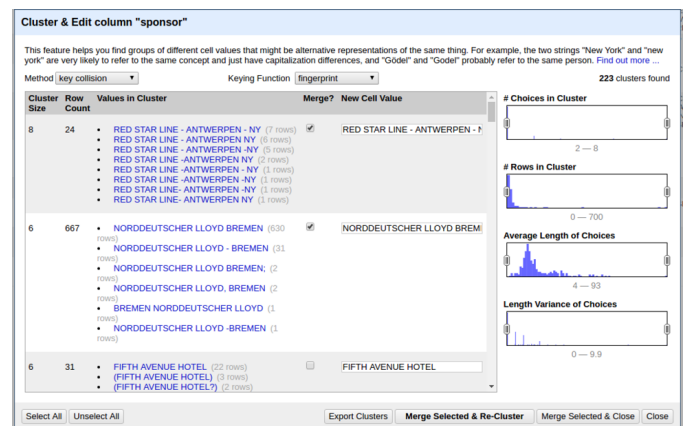 Cluster & Edit column "sponsor"
This feature helps you find groups of different cell values that might be alternative representations of the same thing. For example, the two strings "New York" and "new
york" are very likely to refer to the same concept and just have capitalization differences, and "Gödel" and "Godel" probably refer to the same person. Find out more ...
Method key collision Keying Function fingerprint 223 clusters found
Cluster Size Row Count Values in Cluster Merge? New Cell Value
8 24 • RED STAR LINE - ANTWERPEN - NY (7 rows) RED STAR LINE - ANTWERPEN - N
• RED STAR LINE - ANTWERPEN NY (6 rows)
• RED STAR LINE - ANTWERPEN -NY (5 rows)
• RED STAR LINE -ANTWERPEN NY (2 rows)
• RED STAR LINE -ANTWERPEN - NY (1 rows)
• RED STAR LINE -ANTWERPEN -NY (1 rows)
• RED STAR LINE- ANTWERPEN -NY (1 rows)
• RED STAR LINE- ANTWERPEN NY (1 rows)
6 667 • NORDDEUTSCHER LLOYD BREMEN (630 NORDDEUTSCHER LLOYD BREMI
rows)
• NORDDEUTSCHER LLOYD - BREMEN (31
rows)
• NORDDEUTSCHER LLOYD BREMEN; (2
rows)
• NORDDEUTSCHER LLOYD, BREMEN (2
rows)
• BREMEN NORDDEUTSCHER LLOYD (1
rows)
• NORDDEUTSCHER LLOYD -BREMEN (1
rows)
6 31 • FIFTH AVENUE HOTEL (22 rows) FIFTH AVENUE HOTEL
• (FIFTH AVENUE HOTEL) (3 rows)
• (FIFTH AVENUE HOTEL?) (2 rows)
# Choices in Cluster
2 — 8
# Rows in Cluster
0 — 700
Average Length of Choices
4 — 93
Length Variance of Choices
0 — 9.9
Select All Unselect All Export Clusters Merge Selected & Re-Cluster Merge Selected & Close Close